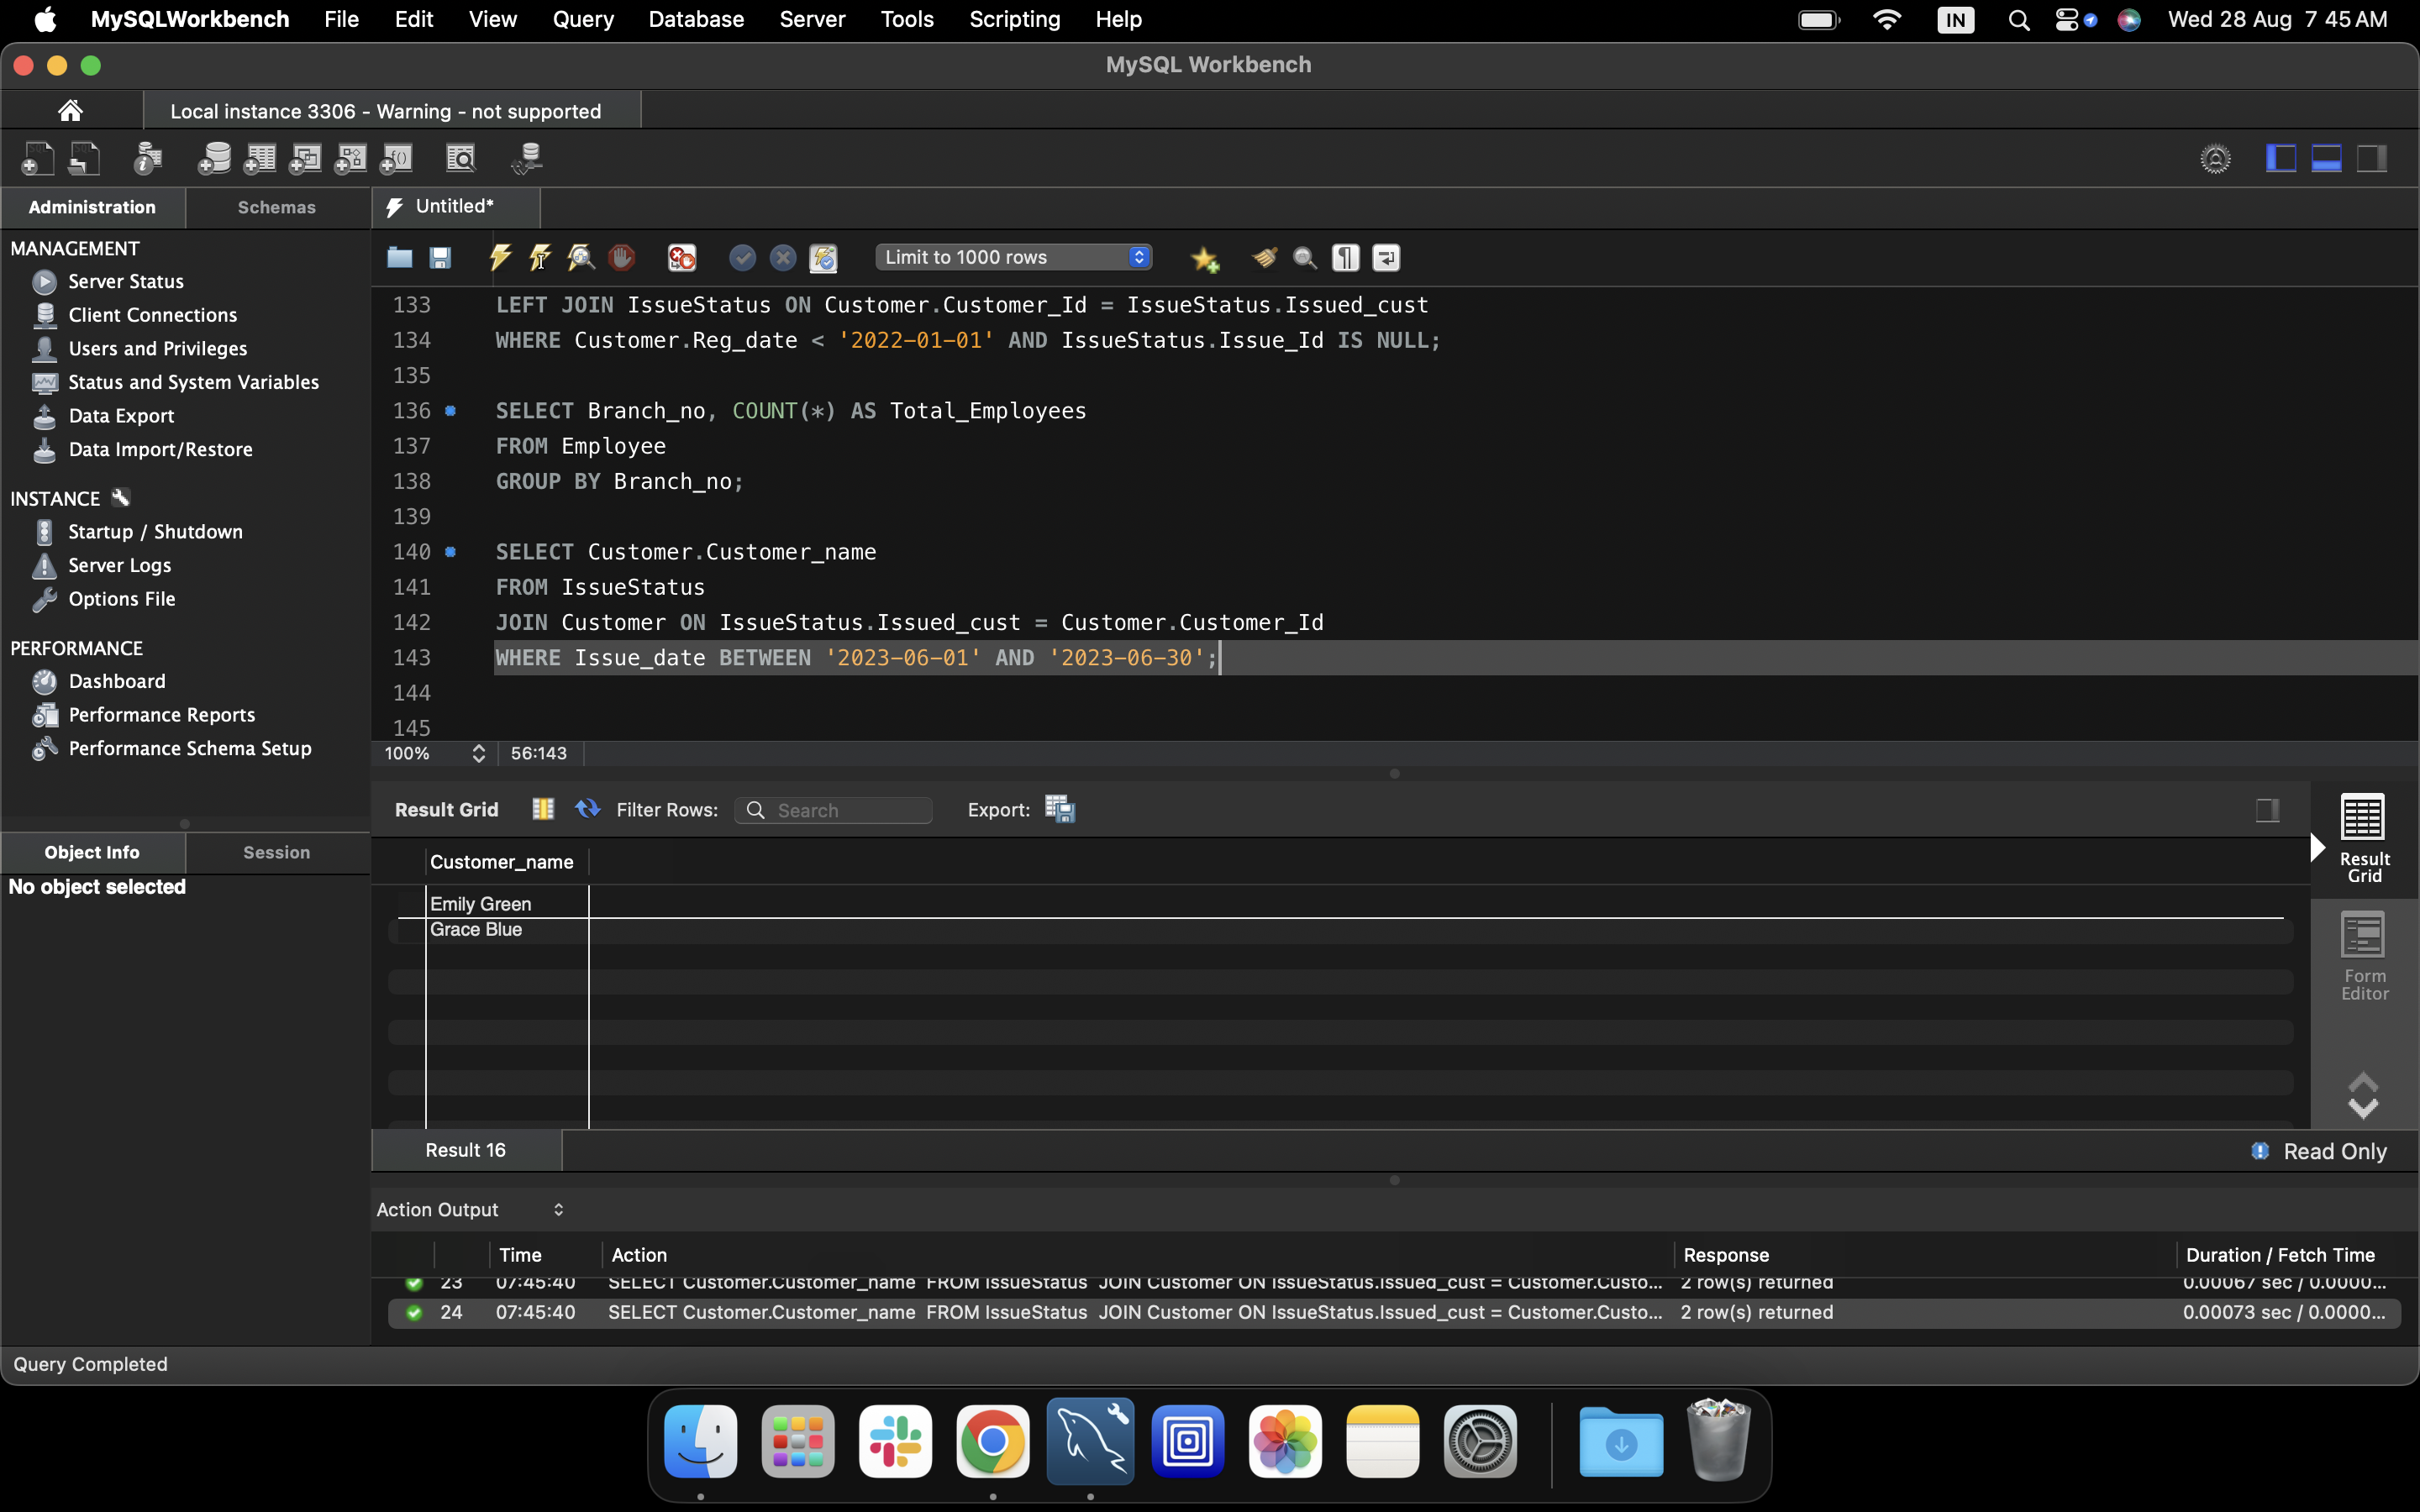 MySQLWorkbench File Edit View Query Database Server Tools Scripting Help IN Wed 28 Aug 7 45 AM
MySQL Workbench
Local instance 3306 - Warning - not supported
Administration Schemas Untitled*
MANAGEMENT
Server Status
Client Connections
Users and Privileges
Status and System Variables
Data Export
Data Import/Restore
INSTANCE
Startup / Shutdown
Server Logs
Options File
PERFORMANCE
Dashboard
Performance Reports
Performance Schema Setup
Object Info Session
No object selected
Limit to 1000 rows
133 LEFT JOIN IssueStatus ON Customer.Customer_Id = IssueStatus.Issued_cust
134 WHERE Customer.Reg_date < '2022-01-01' AND IssueStatus.Issue_Id IS NULL;
135
136 SELECT Branch_no, COUNT(*) AS Total_Employees
137 FROM Employee
138 GROUP BY Branch_no;
139
140 SELECT Customer.Customer_name
141 FROM IssueStatus
142 JOIN Customer ON IssueStatus.Issued_cust = Customer.Customer_Id
143 WHERE Issue_date BETWEEN '2023-06-01' AND '2023-06-30';
144
145
100% 56:143
Result Grid Filter Rows: Search Export:
Customer_name
Emily Green
Grace Blue
Result Grid
Form Editor
Result 16 Read Only
Action Output
Time Action Response Duration / Fetch Time
23 07:45:40 SELECT Customer.Customer_name FROM IssueStatus JOIN Customer ON IssueStatus.Issued_cust = Customer.Custo... 2 row(s) returned 0.00067 sec / 0.0000...
24 07:45:40 SELECT Customer.Customer_name FROM IssueStatus JOIN Customer ON IssueStatus.Issued_cust = Customer.Custo... 2 row(s) returned 0.00073 sec / 0.0000...
Query Completed